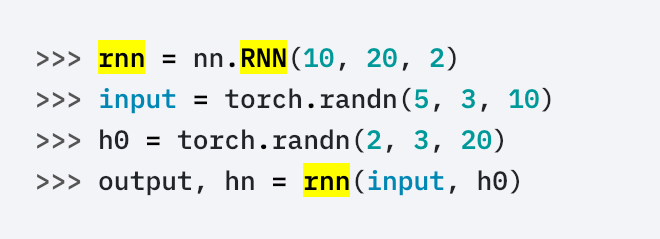 >>> rnn = nn.RNN(10, 20, 2)
>>> input = torch.randn(5, 3, 10)
>>> h0 = torch.randn(2, 3, 20)
>>> output, hn = rnn(input, h0)